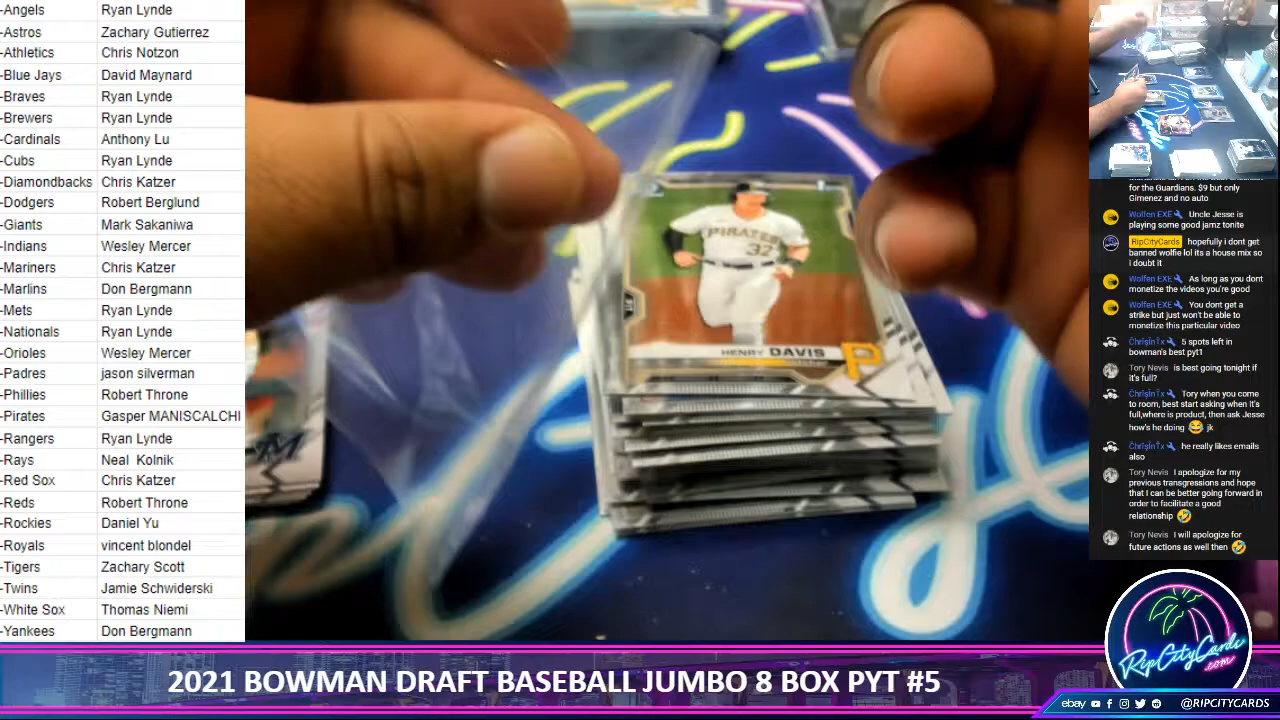 -Angels Ryan Lynde
-Astros Zachary Gutierrez
-Athletics Chris Notzon
-Blue Jays David Maynard
-Braves Ryan Lynde
-Brewers Ryan Lynde
-Cardinals Anthony Lu
-Cubs Ryan Lynde
-Diamondbacks Chris Katzer
-Dodgers Robert Berglund
-Giants Mark Sakaniwa
-Indians Wesley Mercer
-Mariners Chris Katzer
-Marlins Don Bergmann
-Mets Ryan Lynde
-Nationals Ryan Lynde
-Orioles Wesley Mercer
-Padres jason silverman
-Phillies Robert Throne
-Pirates Gasper MANISCALCHI
-Rangers Ryan Lynde
-Rays Neal Kolnik
-Red Sox Chris Katzer
-Reds Robert Throne
-Rockies Daniel Yu
-Royals vincent blondel
-Tigers Zachary Scott
-Twins Jamie Schwiderski
-White Sox Thomas Niemi
-Yankees Don Bergmann
PIRATES
32
HENRY DAVIS
P
for the Guardians. $9 but only
Gimenez and no auto
Wolfen EXE Uncle Jesse is
playing some good jamz tonite
RipCityCards hopefully i dont get
banned wolfie lol its a house mix so
i doubt it
Wolfen EXE As long as you dont
monetize the videos you're good
Wolfen EXE You dont get a
strike but just won't be able to
monetize this particular video
5 spots left in
bowman's best pyt1
Tory Nevis is best going tonight if
it's full?
Tory when you come
to room, best start asking when it's
full,where is product, then ask Jesse
how's he doing 😂 jk
he really likes emails
also
Tory Nevis I apologize for my
previous transgressions and hope
that I can be better going forward in
order to facilitate a good
relationship 🤣
Tory Nevis I will apologize for
future actions as well then 🤣
RipCityCards
.com
2021 BOWMAN DRAFT BASEBALL JUMBO 8 BOX PYT #5
ebay @RIPCITYCARDS